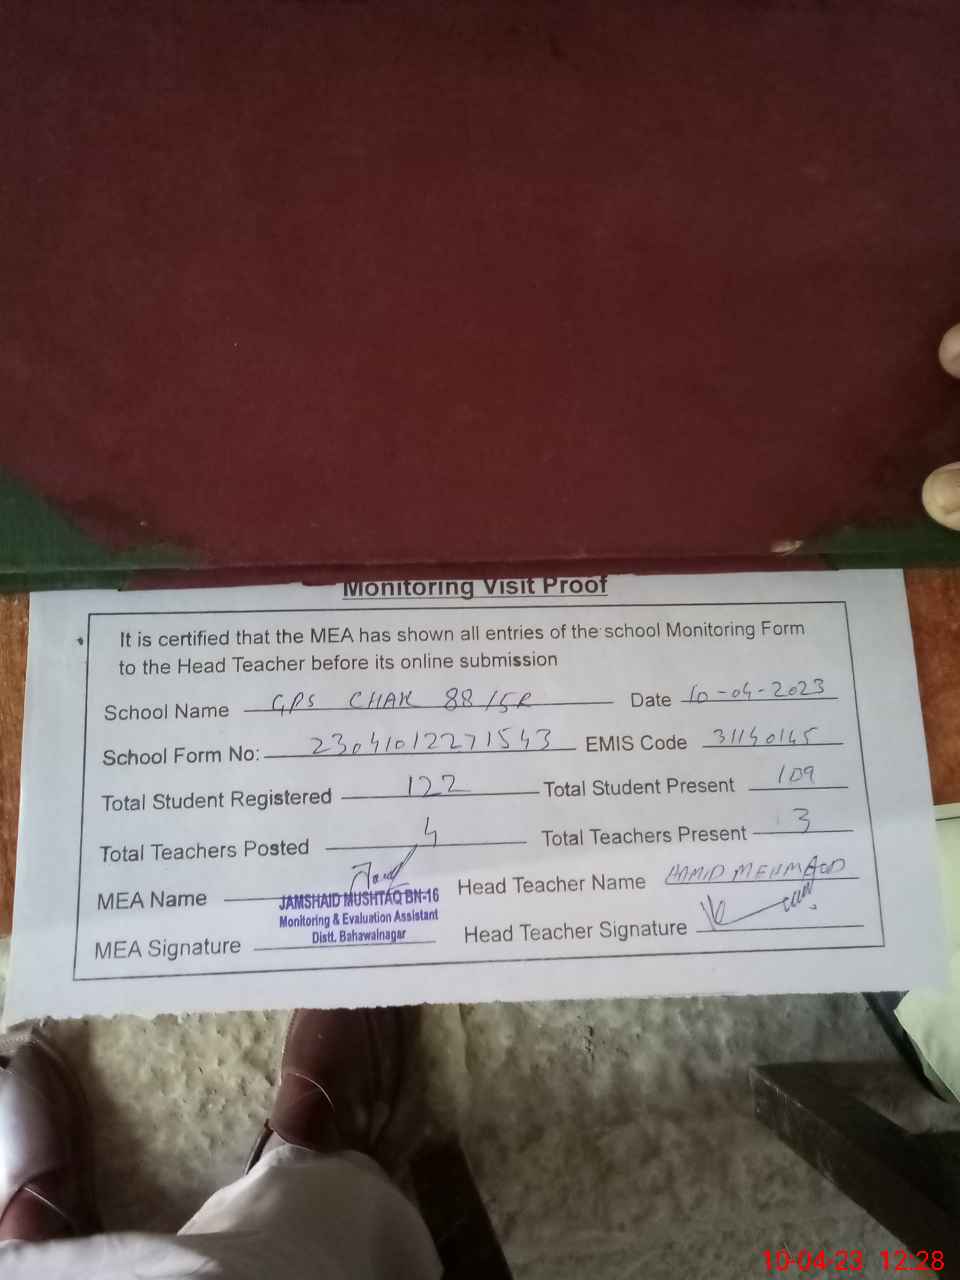 Monitoring Visit Proof
It is certified that the MEA has shown all entries of the school Monitoring Form
to the Head Teacher before its online submission
School Name GPS CHAK 88/5R Date 10-04-2023
School Form No: 23041012271543 EMIS Code 31140145
Total Student Registered 122 Total Student Present 109
Total Teachers Posted 4 Total Teachers Present 3
MEA Name JAMSHAID MUSHTAQ BN-16 Head Teacher Name HAMID MEHMOOD
Monitoring & Evaluation Assistant
MEA Signature Distt. Bahawalnagar Head Teacher Signature
10-04-23 12:28